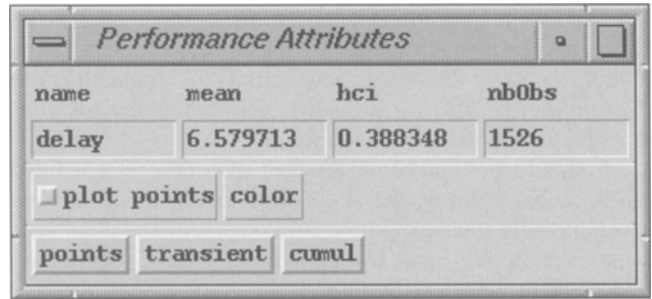 Performance Attributes
name mean hci nbObs
delay 6.579713 0.388348 1526
plot points color
points transient cumul